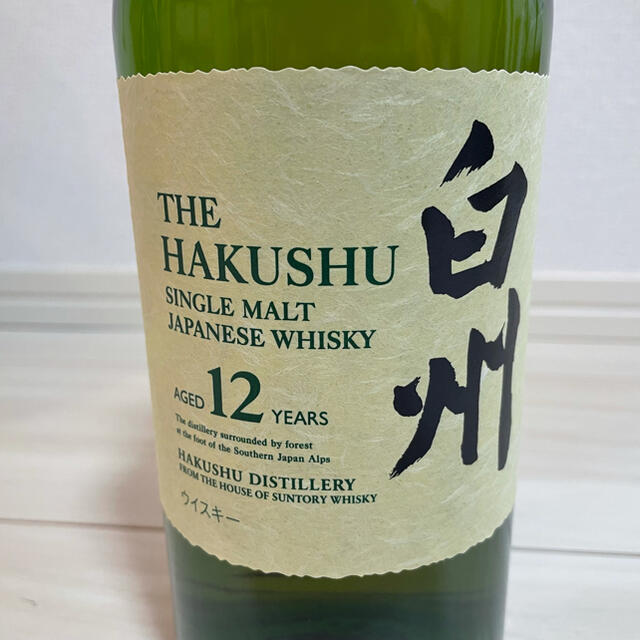 THE
HAKUSHU
SINGLE MALT
JAPANESE WHISKY
AGED 12 YEARS
The distillery surrounded by forest
at the foot of the Southern Japan Alps
HAKUSHU DISTILLERY
FROM THE HOUSE OF SUNTORY WHISKY
ウイスキー
白州